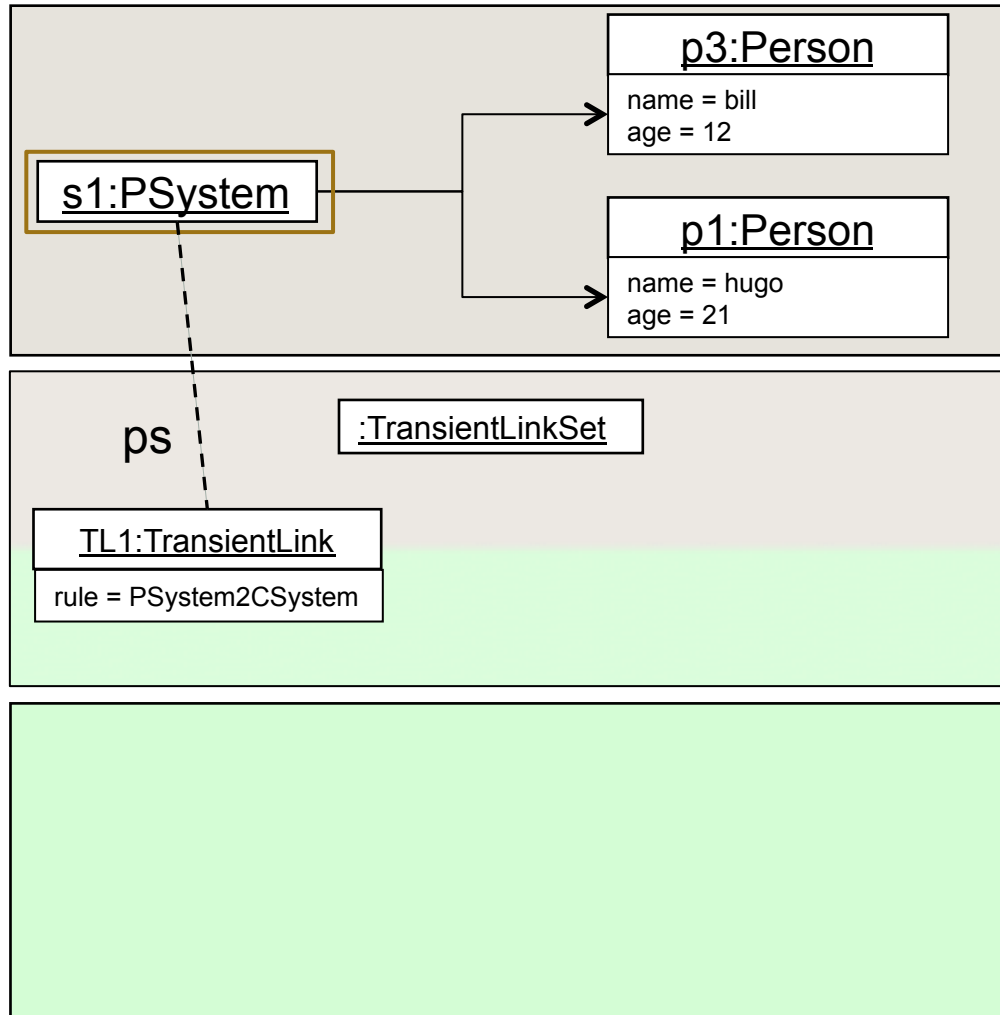 p3:Person
name = bill
age = 12
s1:PSystem
p1:Person
name = hugo
age = 21
ps
:TransientLinkSet
TL1:TransientLink
rule = PSystem2CSystem